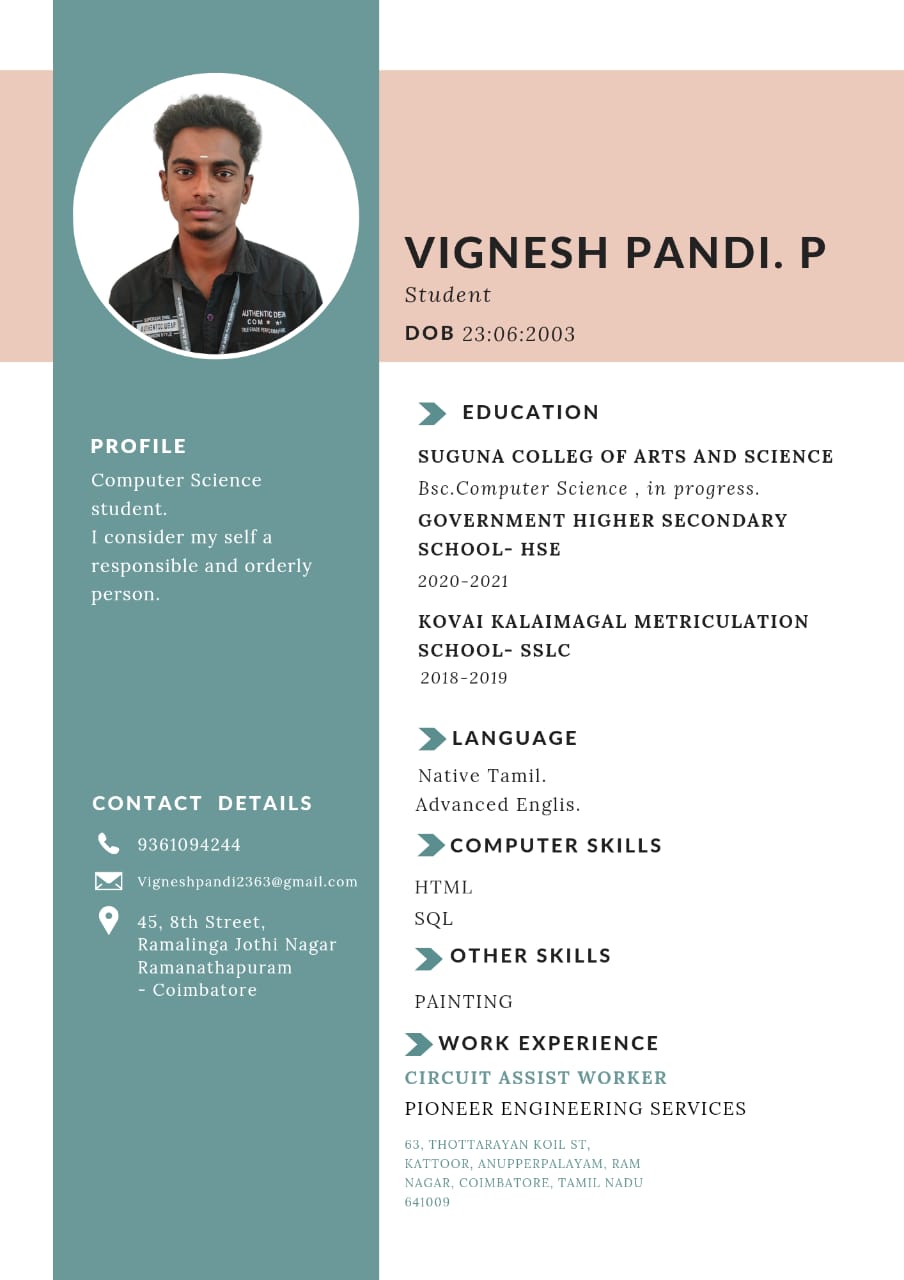 VIGNESH PANDI. P
Student
DOB 23:06:2003
PROFILE
Computer Science
student.
I consider my self a
responsible and orderly
person.
CONTACT DETAILS
9361094244
Vigneshpandi2363@gmail.com
45, 8th Street,
Ramalinga Jothi Nagar
Ramanathapuram
- Coimbatore
EDUCATION
SUGUNA COLLEG OF ARTS AND SCIENCE
Bsc.Computer Science , in progress.
GOVERNMENT HIGHER SECONDARY
SCHOOL- HSE
2020-2021
KOVAI KALAIMAGAL METRICULATION
SCHOOL- SSLC
2018-2019
LANGUAGE
Native Tamil.
Advanced Englis.
COMPUTER SKILLS
HTML
SQL
OTHER SKILLS
PAINTING
WORK EXPERIENCE
CIRCUIT ASSIST WORKER
PIONEER ENGINEERING SERVICES
63, THOTTARAYAN KOIL ST,
KATTOOR, ANUPPERPALAYAM, RAM
NAGAR, COIMBATORE, TAMIL NADU
641009
AUTHENTIC WEAR
AUTHENTIC
COM